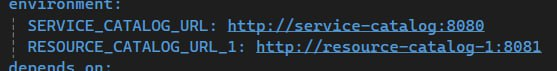 environment:
SERVICE_CATALOG_URL: http://service-catalog:8080
RESOURCE_CATALOG_URL_1: http://resource-catalog-1:8081
depends_on: